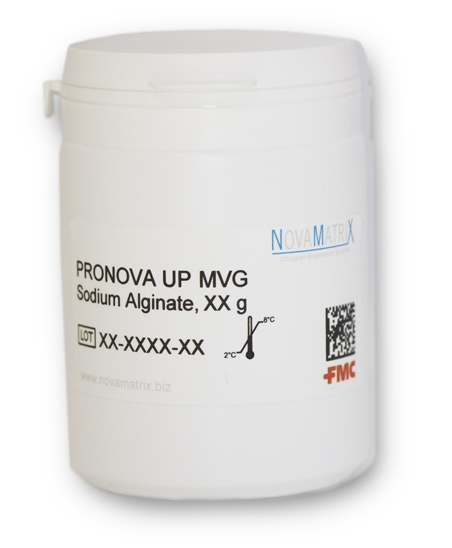 NOVAMATRIX
PRONOVA UP MVG
Sodium Alginate, XX g
LOT XX-XXXX-XX
8°C
2°C
FMC
www.novamatrix.biz